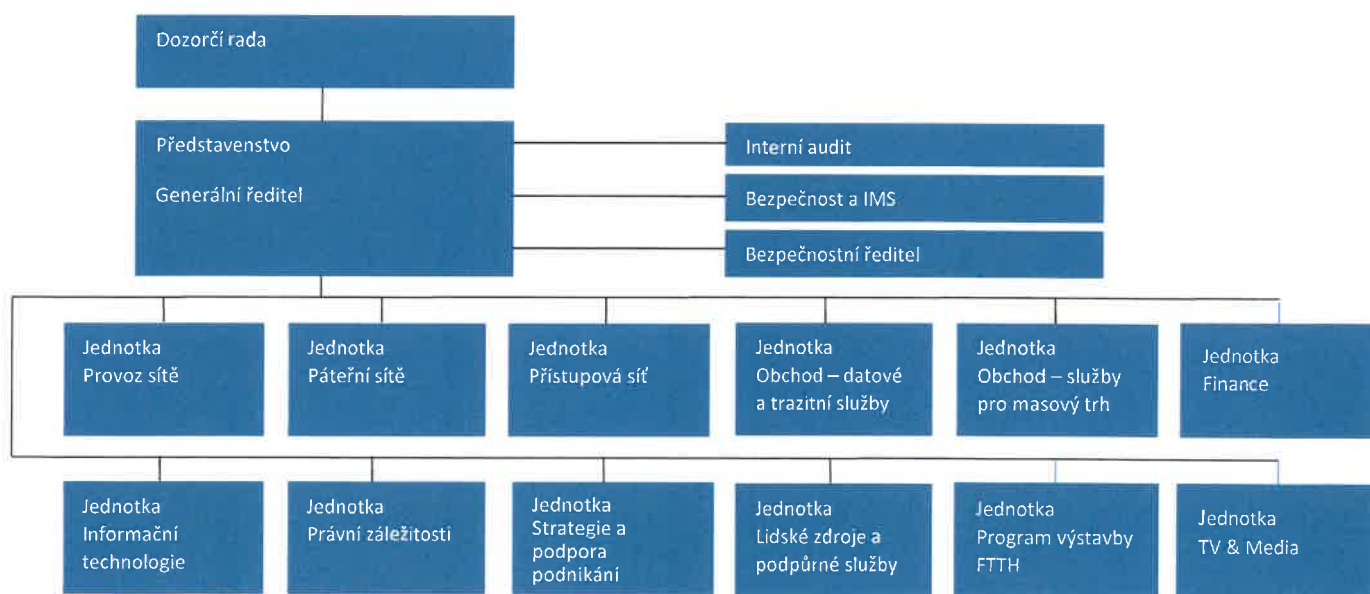 Dozorčí rada
Představenstvo
Generální ředitel
Interní audit
Bezpečnost a IMS
Bezpečnostní ředitel
Jednotka
Provoz sítě
Jednotka
Páteřní sítě
Jednotka
Přístupová síť
Jednotka
Obchod – datové
a trazitní služby
Jednotka
Obchod – služby
pro masový trh
Jednotka
Finance
Jednotka
Informační
technologie
Jednotka
Právní záležitosti
Jednotka
Strategie a
podpora
podnikání
Jednotka
Lidské zdroje a
podpůrné služby
Jednotka
Program výstavby
FTTH
Jednotka
TV & Media